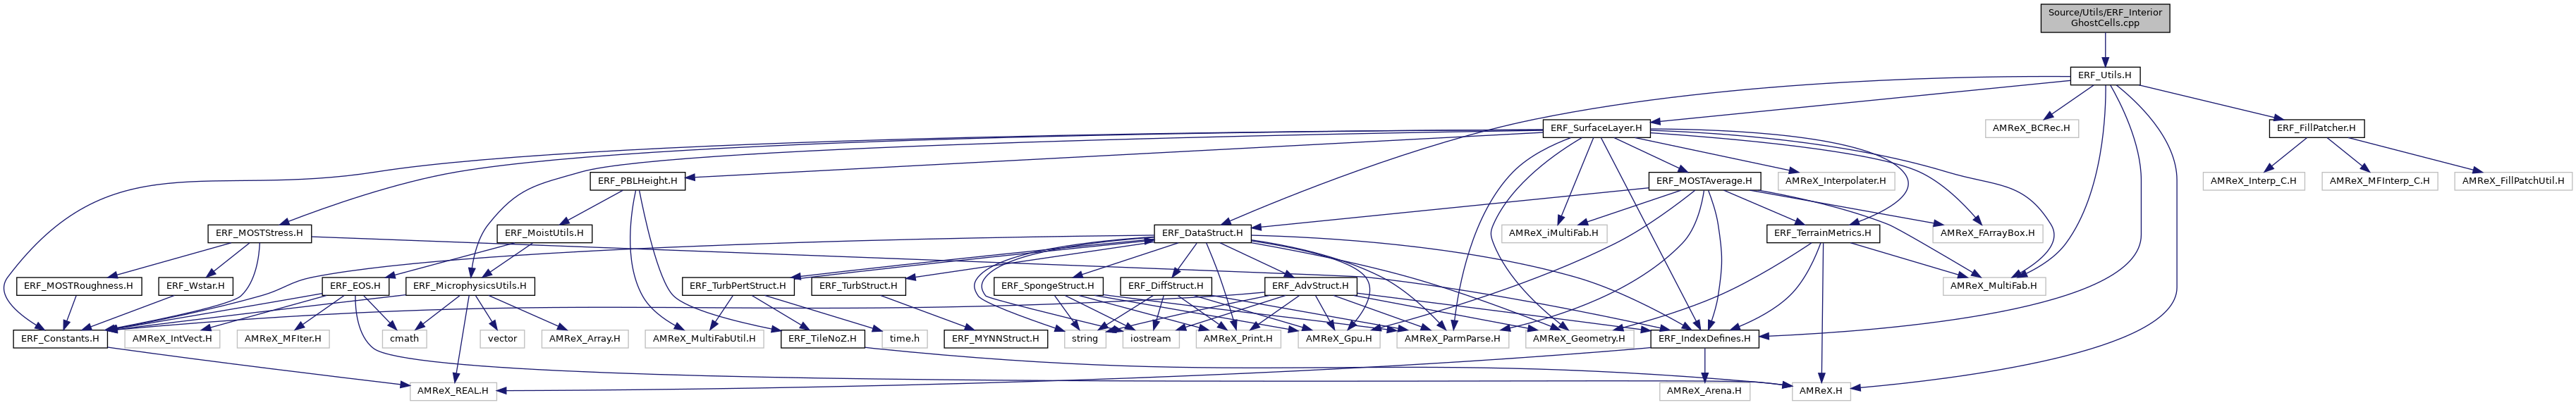 Source/Utils/ERF_Interior
GhostCells.cpp
ERF_Utils.H
ERF_SurfaceLayer.H
AMReX_BCRec.H
ERF_FillPatcher.H
ERF_PBLHeight.H
ERF_MOSTAverage.H
AMReX_Interpolater.H
AMReX_Interp_C.H
AMReX_MFInterp_C.H
AMReX_FillPatchUtil.H
ERF_MOSTStress.H
ERF_MoistUtils.H
ERF_DataStruct.H
AMReX_iMultiFab.H
ERF_TerrainMetrics.H
AMReX_FArrayBox.H
ERF_MOSTRoughness.H
ERF_Wstar.H
ERF_EOS.H
ERF_MicrophysicsUtils.H
ERF_TurbPertStruct.H
ERF_TurbStruct.H
ERF_SpongeStruct.H
ERF_DiffStruct.H
ERF_AdvStruct.H
AMReX_MultiFab.H
ERF_Constants.H
AMReX_IntVect.H
AMReX_MFIter.H
cmath
vector
AMReX_Array.H
AMReX_MultiFabUtil.H
ERF_TileNoZ.H
time.h
ERF_MYNNStruct.H
string
iostream
AMReX_Print.H
AMReX_Gpu.H
AMReX_ParmParse.H
AMReX_Geometry.H
ERF_IndexDefines.H
AMReX_REAL.H
AMReX_Arena.H
AMReX.H